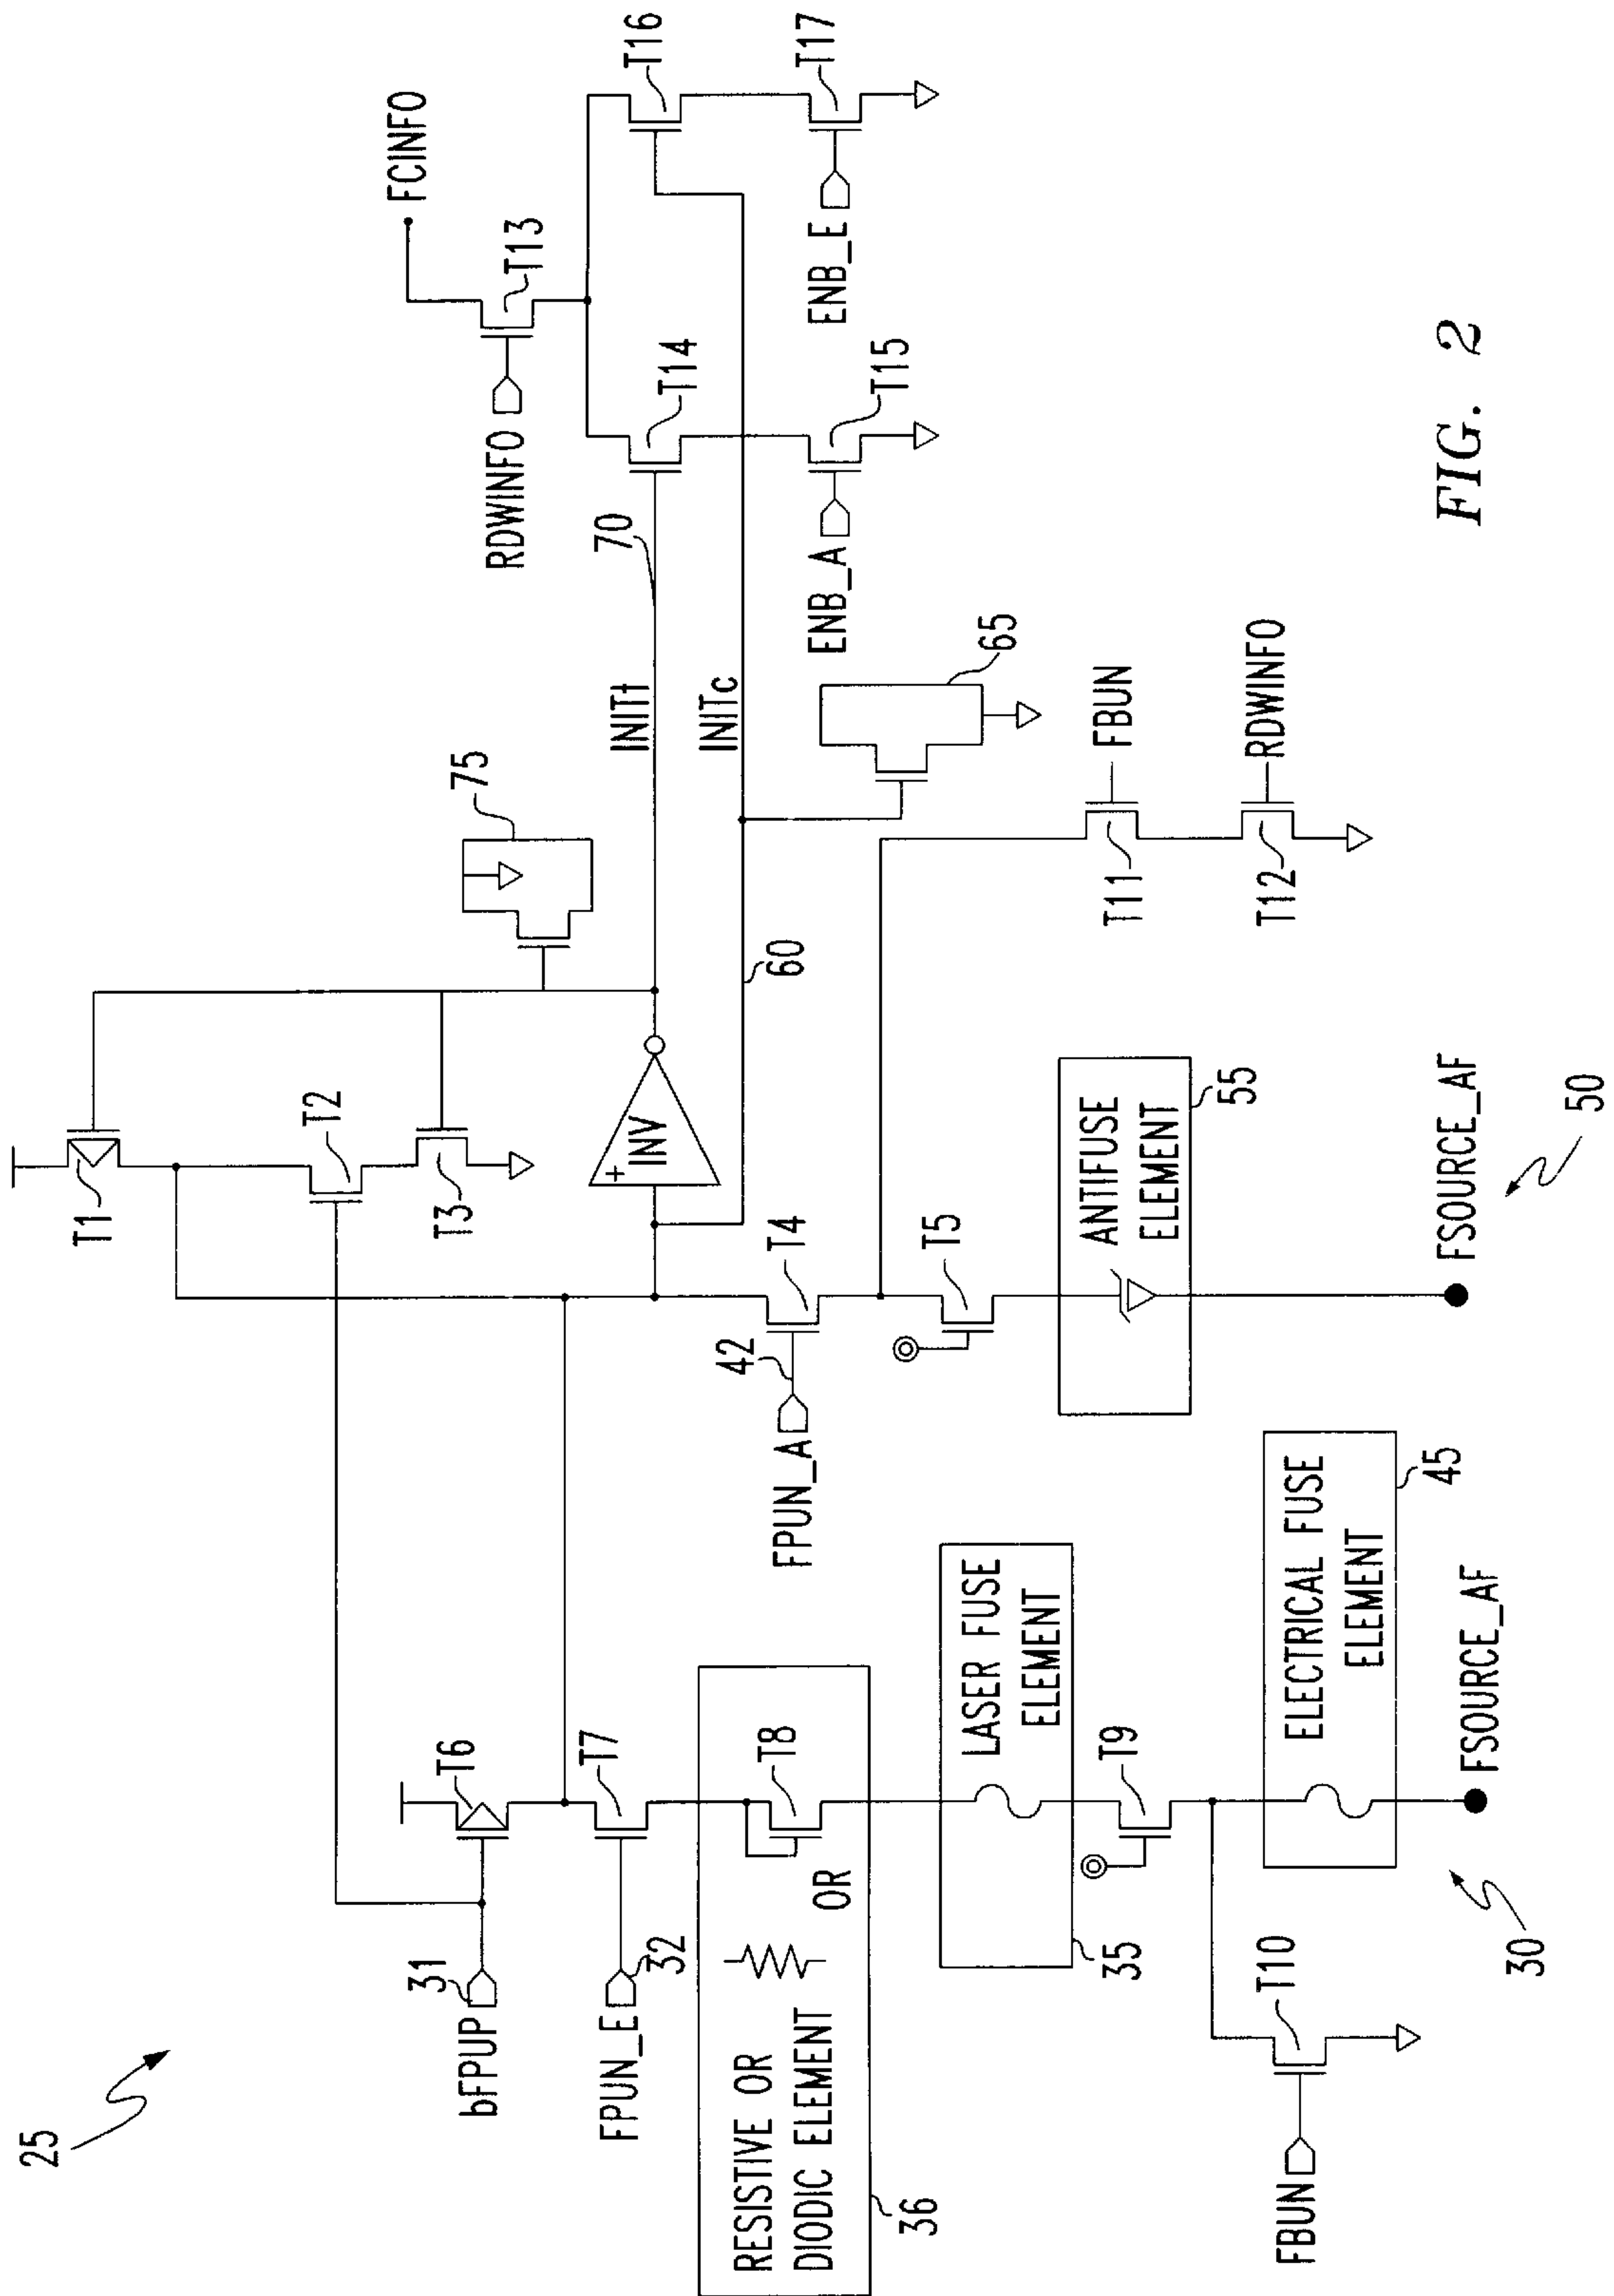 25
bFPUP
31
FPUN_E
32
T6
T7
RESISTIVE OR
DIODIC ELEMENT
OR
T8
36
LASER FUSE
ELEMENT
35
T9
FBUN
T10
ELECTRICAL FUSE
ELEMENT
45
FSOURCE_AF
30
T1
T2
T3
+
INV
FPUN_A
42
T4
T5
ANTIFUSE
ELEMENT
55
FSOURCE_AF
50
75
INITt
70
INITc
60
65
T11
FBUN
T12
RDWINFO
FCINFO
RDWINFO
T13
T14
T16
ENB_A
T15
ENB_E
T17
FIG. 2